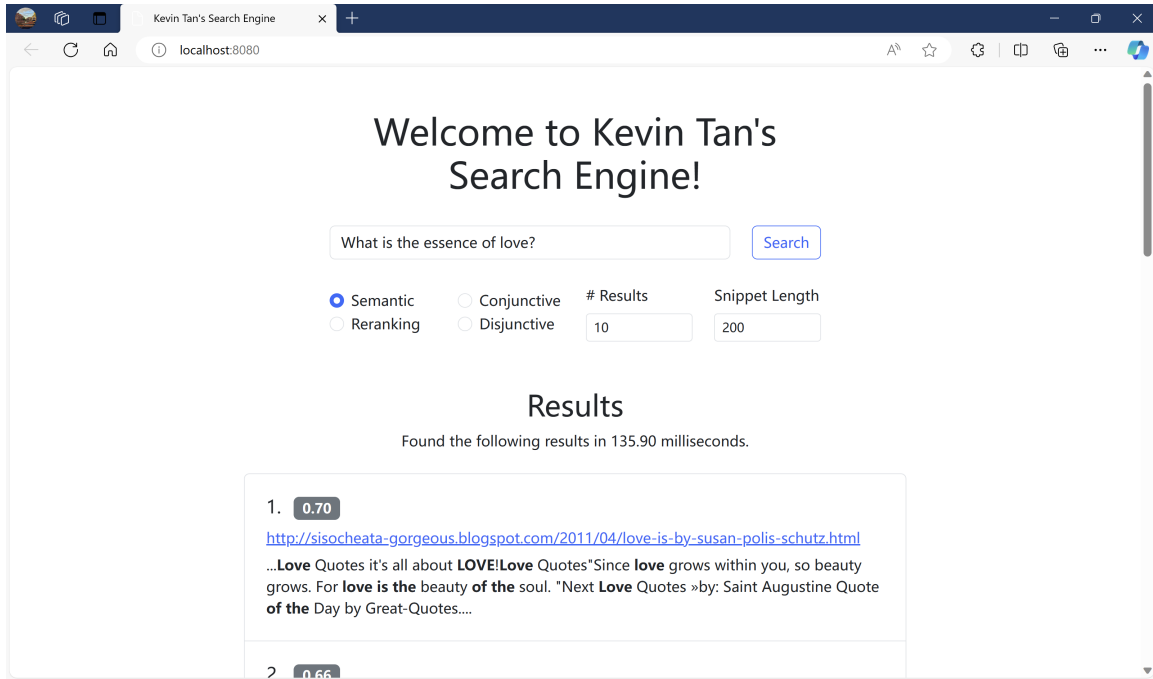 Kevin Tan's Search Engine
localhost:8080
Welcome to Kevin Tan's
Search Engine!
What is the essence of love?
Search
Semantic
Conjunctive
# Results
Snippet Length
Reranking
Disjunctive
10
200
Results
Found the following results in 135.90 milliseconds.
1. 0.70
http://sisocheata-gorgeous.blogspot.com/2011/04/love-is-by-susan-polis-schutz.html
...Love Quotes it's all about LOVE!Love Quotes"Since love grows within you, so beauty
grows. For love is the beauty of the soul. "Next Love Quotes »by: Saint Augustine Quote
of the Day by Great-Quotes....
2. 0.66